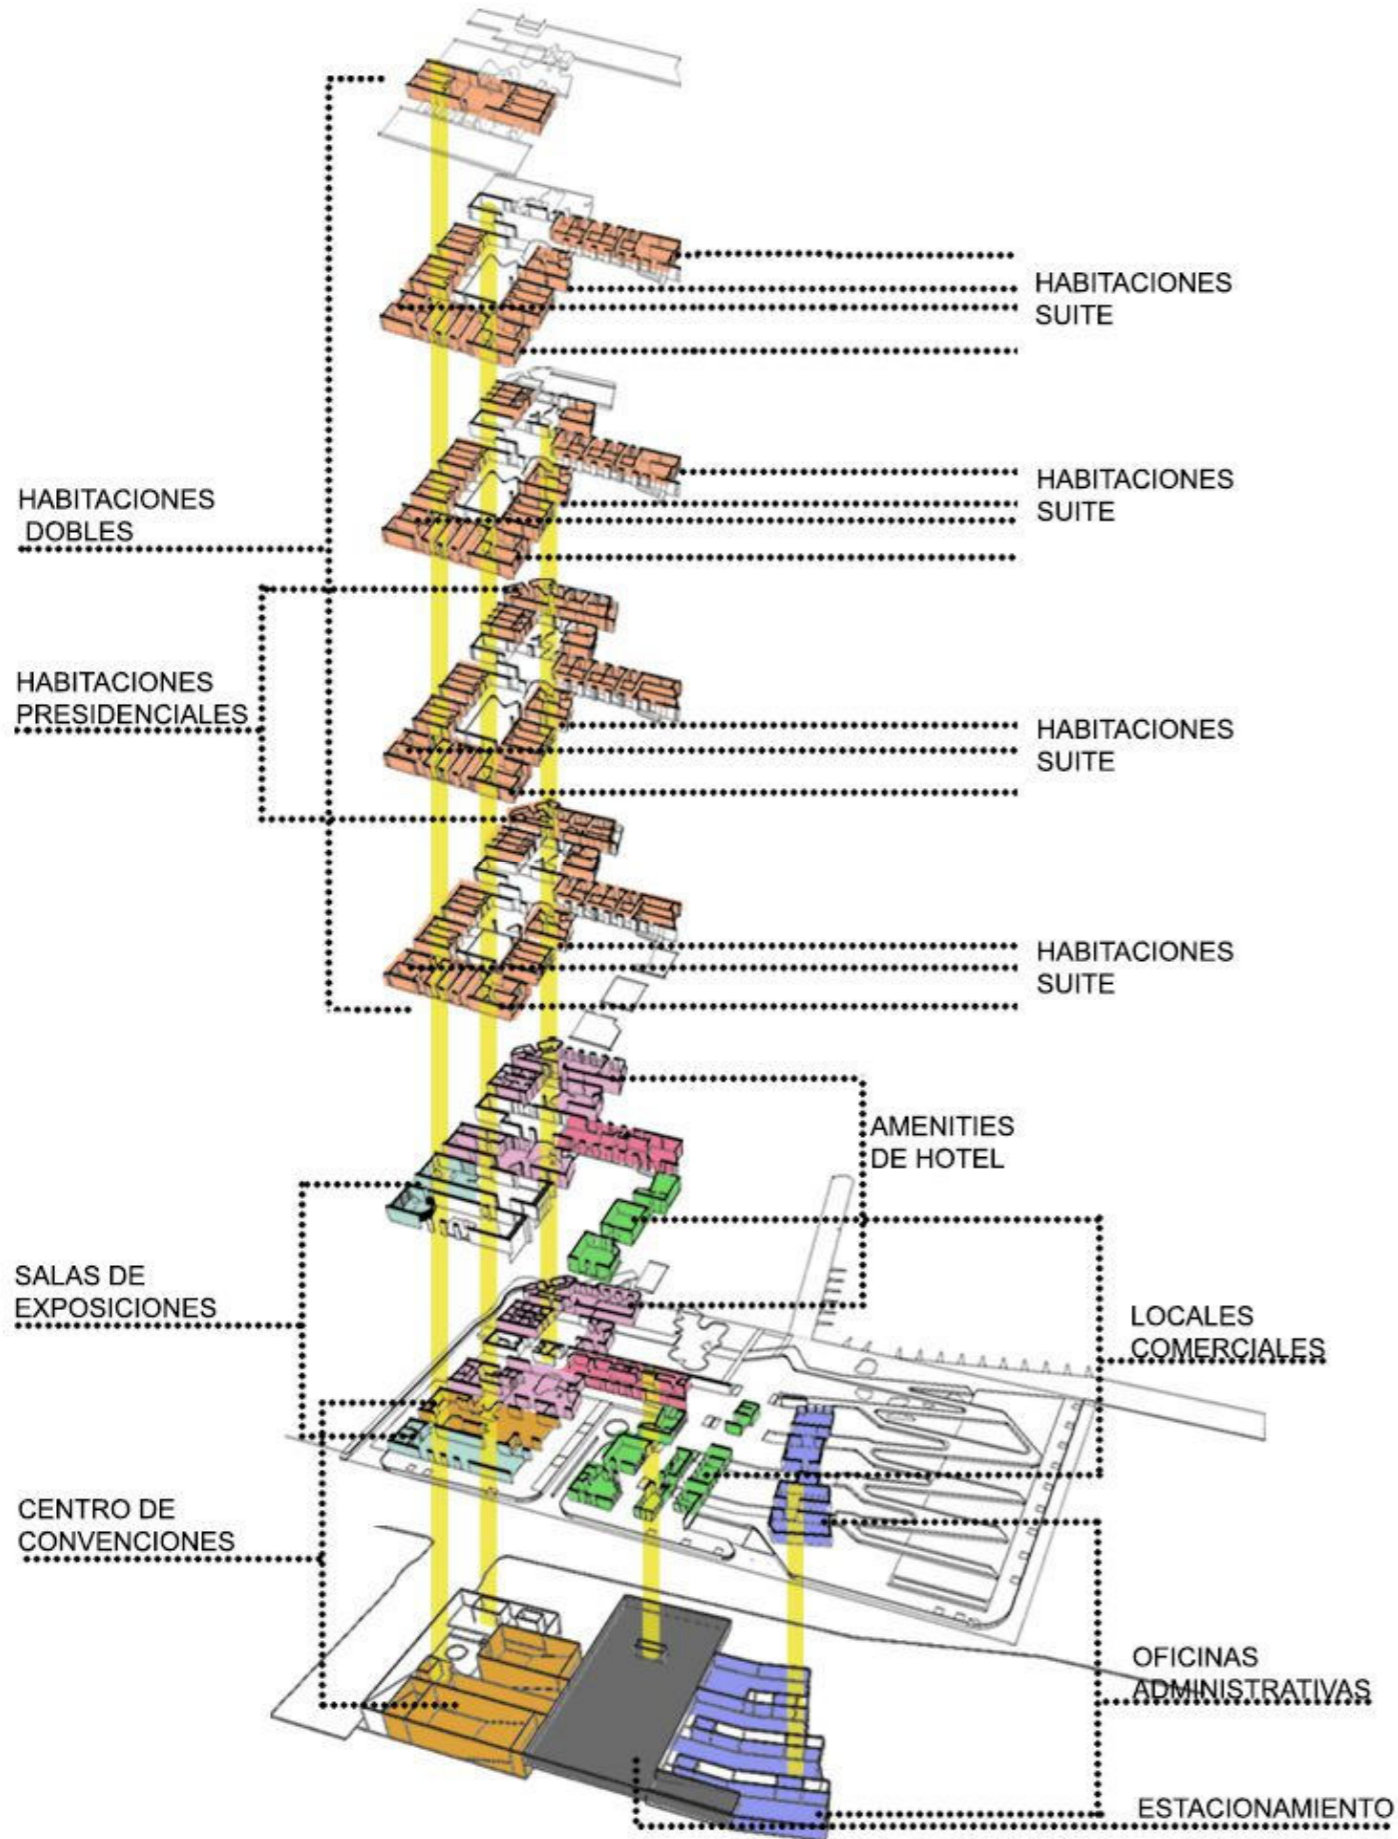 HABITACIONES
SUITE
HABITACIONES
DOBLES
HABITACIONES
SUITE
HABITACIONES
PRESIDENCIALES
HABITACIONES
SUITE
HABITACIONES
SUITE
AMENITIES
DE HOTEL
SALAS DE
EXPOSICIONES
LOCALES
COMERCIALES
CENTRO DE
CONVENCIONES
OFICINAS
ADMINISTRATIVAS
ESTACIONAMIENTO